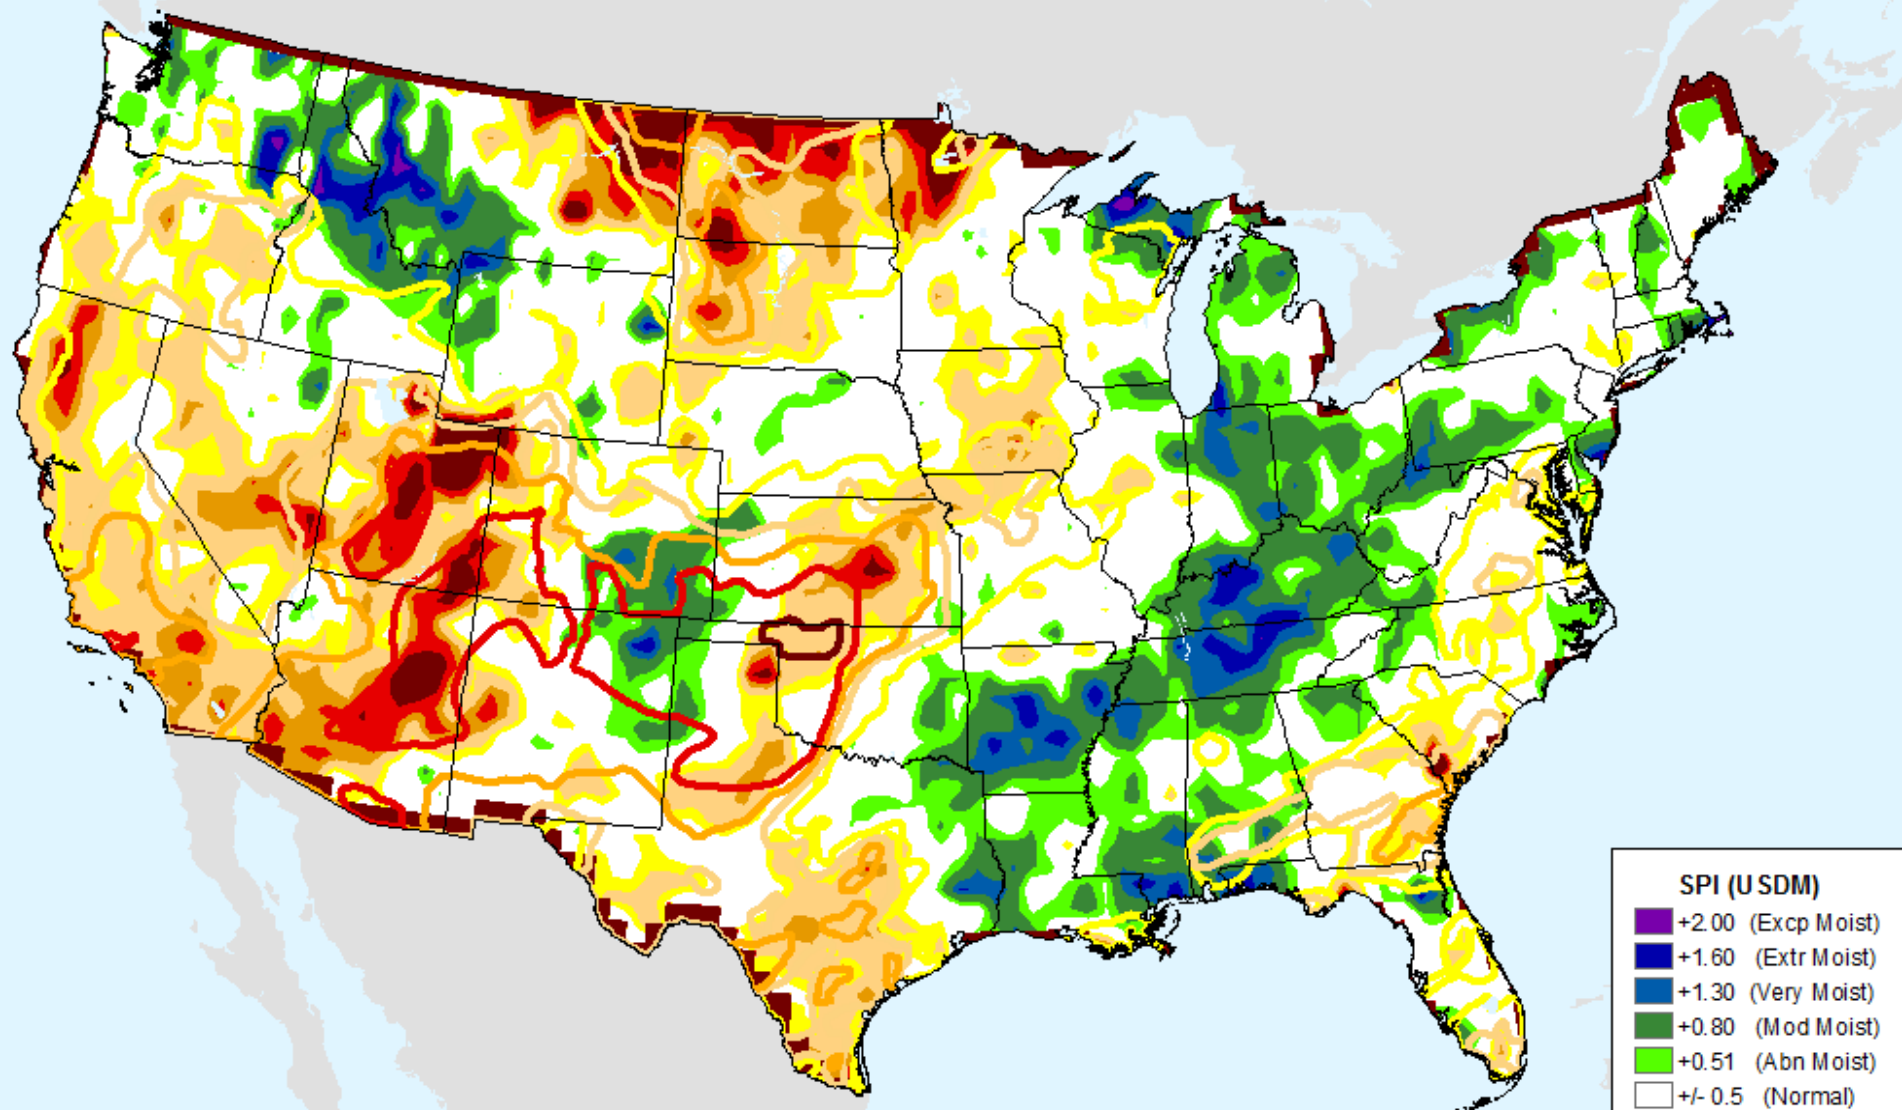 SPI (USDM)
+2.00 (Excp Moist)
+1.60 (Extr Moist)
+1.30 (Very Moist)
+0.80 (Mod Moist)
+0.51 (Abn Moist)
+/- 0.5 (Normal)